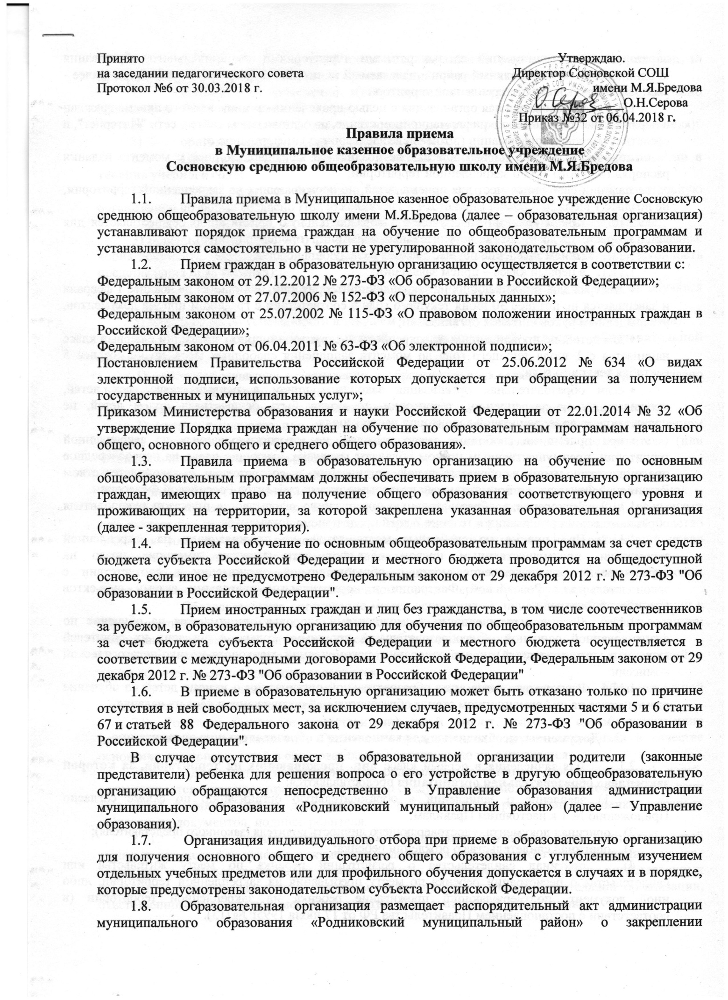 Принято
на заседании педагогического совета
Протокол №6 от 30.03.2018 г.
Утверждаю.
Директор Сосновской СОШ
имени М.Я.Бредова
О.Н.Серова
Приказ №32 от 06.04.2018 г.
Правила приема
в Муниципальное казенное образовательное учреждение
Сосновскую среднюю общеобразовательную школу имени М.Я.Бредова
1.1. Правила приема в Муниципальное казенное образовательное учреждение Сосновскую
среднюю общеобразовательную школу имени М.Я.Бредова (далее – образовательная организация)
устанавливают порядок приема граждан на обучение по общеобразовательным программам и
устанавливаются самостоятельно в части не урегулированной законодательством об образовании.
1.2. Прием граждан в образовательную организацию осуществляется в соответствии с:
Федеральным законом от 29.12.2012 № 273-ФЗ «Об образовании в Российской Федерации»;
Федеральным законом от 27.07.2006 № 152-ФЗ «О персональных данных»;
Федеральным законом от 25.07.2002 № 115-ФЗ «О правовом положении иностранных граждан в
Российской Федерации»;
Федеральным законом от 06.04.2011 № 63-ФЗ «Об электронной подписи»;
Постановлением Правительства Российской Федерации от 25.06.2012 № 634 «О видах
электронной подписи, использование которых допускается при обращении за получением
государственных и муниципальных услуг»;
Приказом Министерства образования и науки Российской Федерации от 22.01.2014 № 32 «Об
утверждение Порядка приема граждан на обучение по образовательным программам начального
общего, основного общего и среднего общего образования».
1.3. Правила приема в образовательную организацию на обучение по основным
общеобразовательным программам должны обеспечивать прием в образовательную организацию
граждан, имеющих право на получение общего образования соответствующего уровня и
проживающих на территории, за которой закреплена указанная образовательная организация
(далее - закрепленная территория).
1.4. Прием на обучение по основным общеобразовательным программам за счет средств
бюджета субъекта Российской Федерации и местного бюджета проводится на общедоступной
основе, если иное не предусмотрено Федеральным законом от 29 декабря 2012 г. № 273-ФЗ "Об
образовании в Российской Федерации".
1.5. Прием иностранных граждан и лиц без гражданства, в том числе соотечественников
за рубежом, в образовательную организацию для обучения по общеобразовательным программам
за счет бюджета субъекта Российской Федерации и местного бюджета осуществляется в
соответствии с международными договорами Российской Федерации, Федеральным законом от 29
декабря 2012 г. № 273-ФЗ "Об образовании в Российской Федерации"
1.6. В приеме в образовательную организацию может быть отказано только по причине
отсутствия в ней свободных мест, за исключением случаев, предусмотренных частями 5 и 6 статьи
67 и статьей 88 Федерального закона от 29 декабря 2012 г. № 273-ФЗ "Об образовании в
Российской Федерации".
В случае отсутствия мест в образовательной организации родители (законные
представители) ребенка для решения вопроса о его устройстве в другую общеобразовательную
организацию обращаются непосредственно в Управление образования администрации
муниципального образования «Родниковский муниципальный район» (далее – Управление
образования).
1.7. Организация индивидуального отбора при приеме в образовательную организацию
для получения основного общего и среднего общего образования с углубленным изучением
отдельных учебных предметов или для профильного обучения допускается в случаях и в порядке,
которые предусмотрены законодательством субъекта Российской Федерации.
1.8. Образовательная организация размещает распорядительный акт администрации
муниципального образования «Родниковский муниципальный район» о закреплении